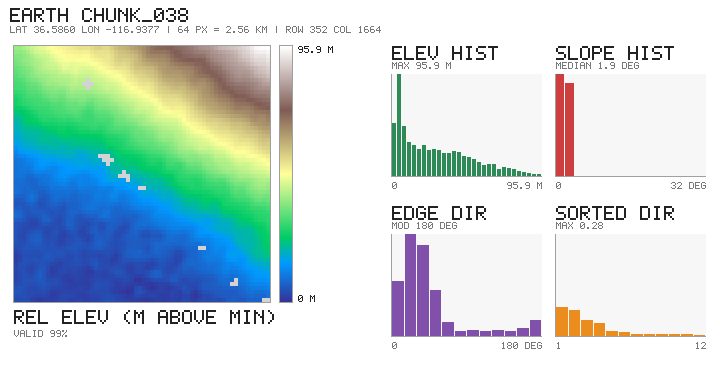 EARTH CHUNK_038
LAT 36.5860 LON -116.9377 | 64 PX = 2.56 KM | ROW 352 COL 1664
95.9 M
0 M
REL ELEV (M ABOVE MIN)
VALID 99%
ELEV HIST
MAX 95.9 M
0 95.9 M
SLOPE HIST
MEDIAN 1.9 DEG
0 32 DEG
EDGE DIR
MOD 180 DEG
0 180 DEG
SORTED DIR
MAX 0.28
1 12